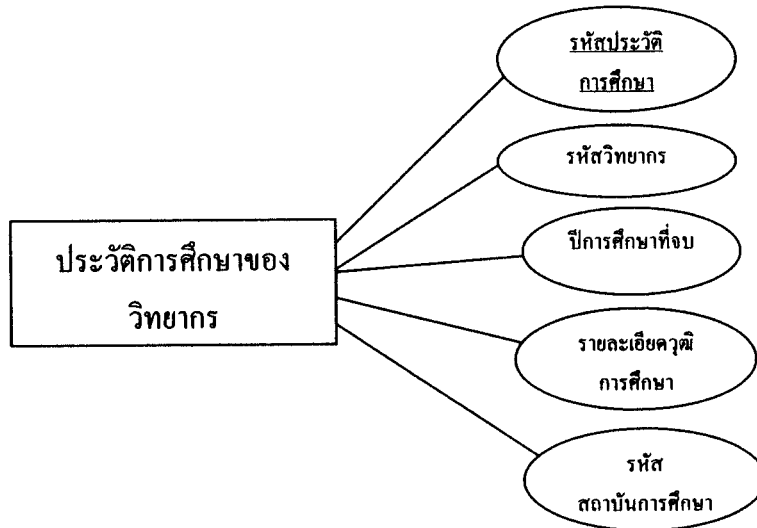 รหัสประวัติ
การศึกษา
รหัสวิทยากร
ปีการศึกษาที่จบ
ประวัติการศึกษาของ
วิทยากร
รายละเอียดวุฒิ
การศึกษา
รหัส
สถาบันการศึกษา